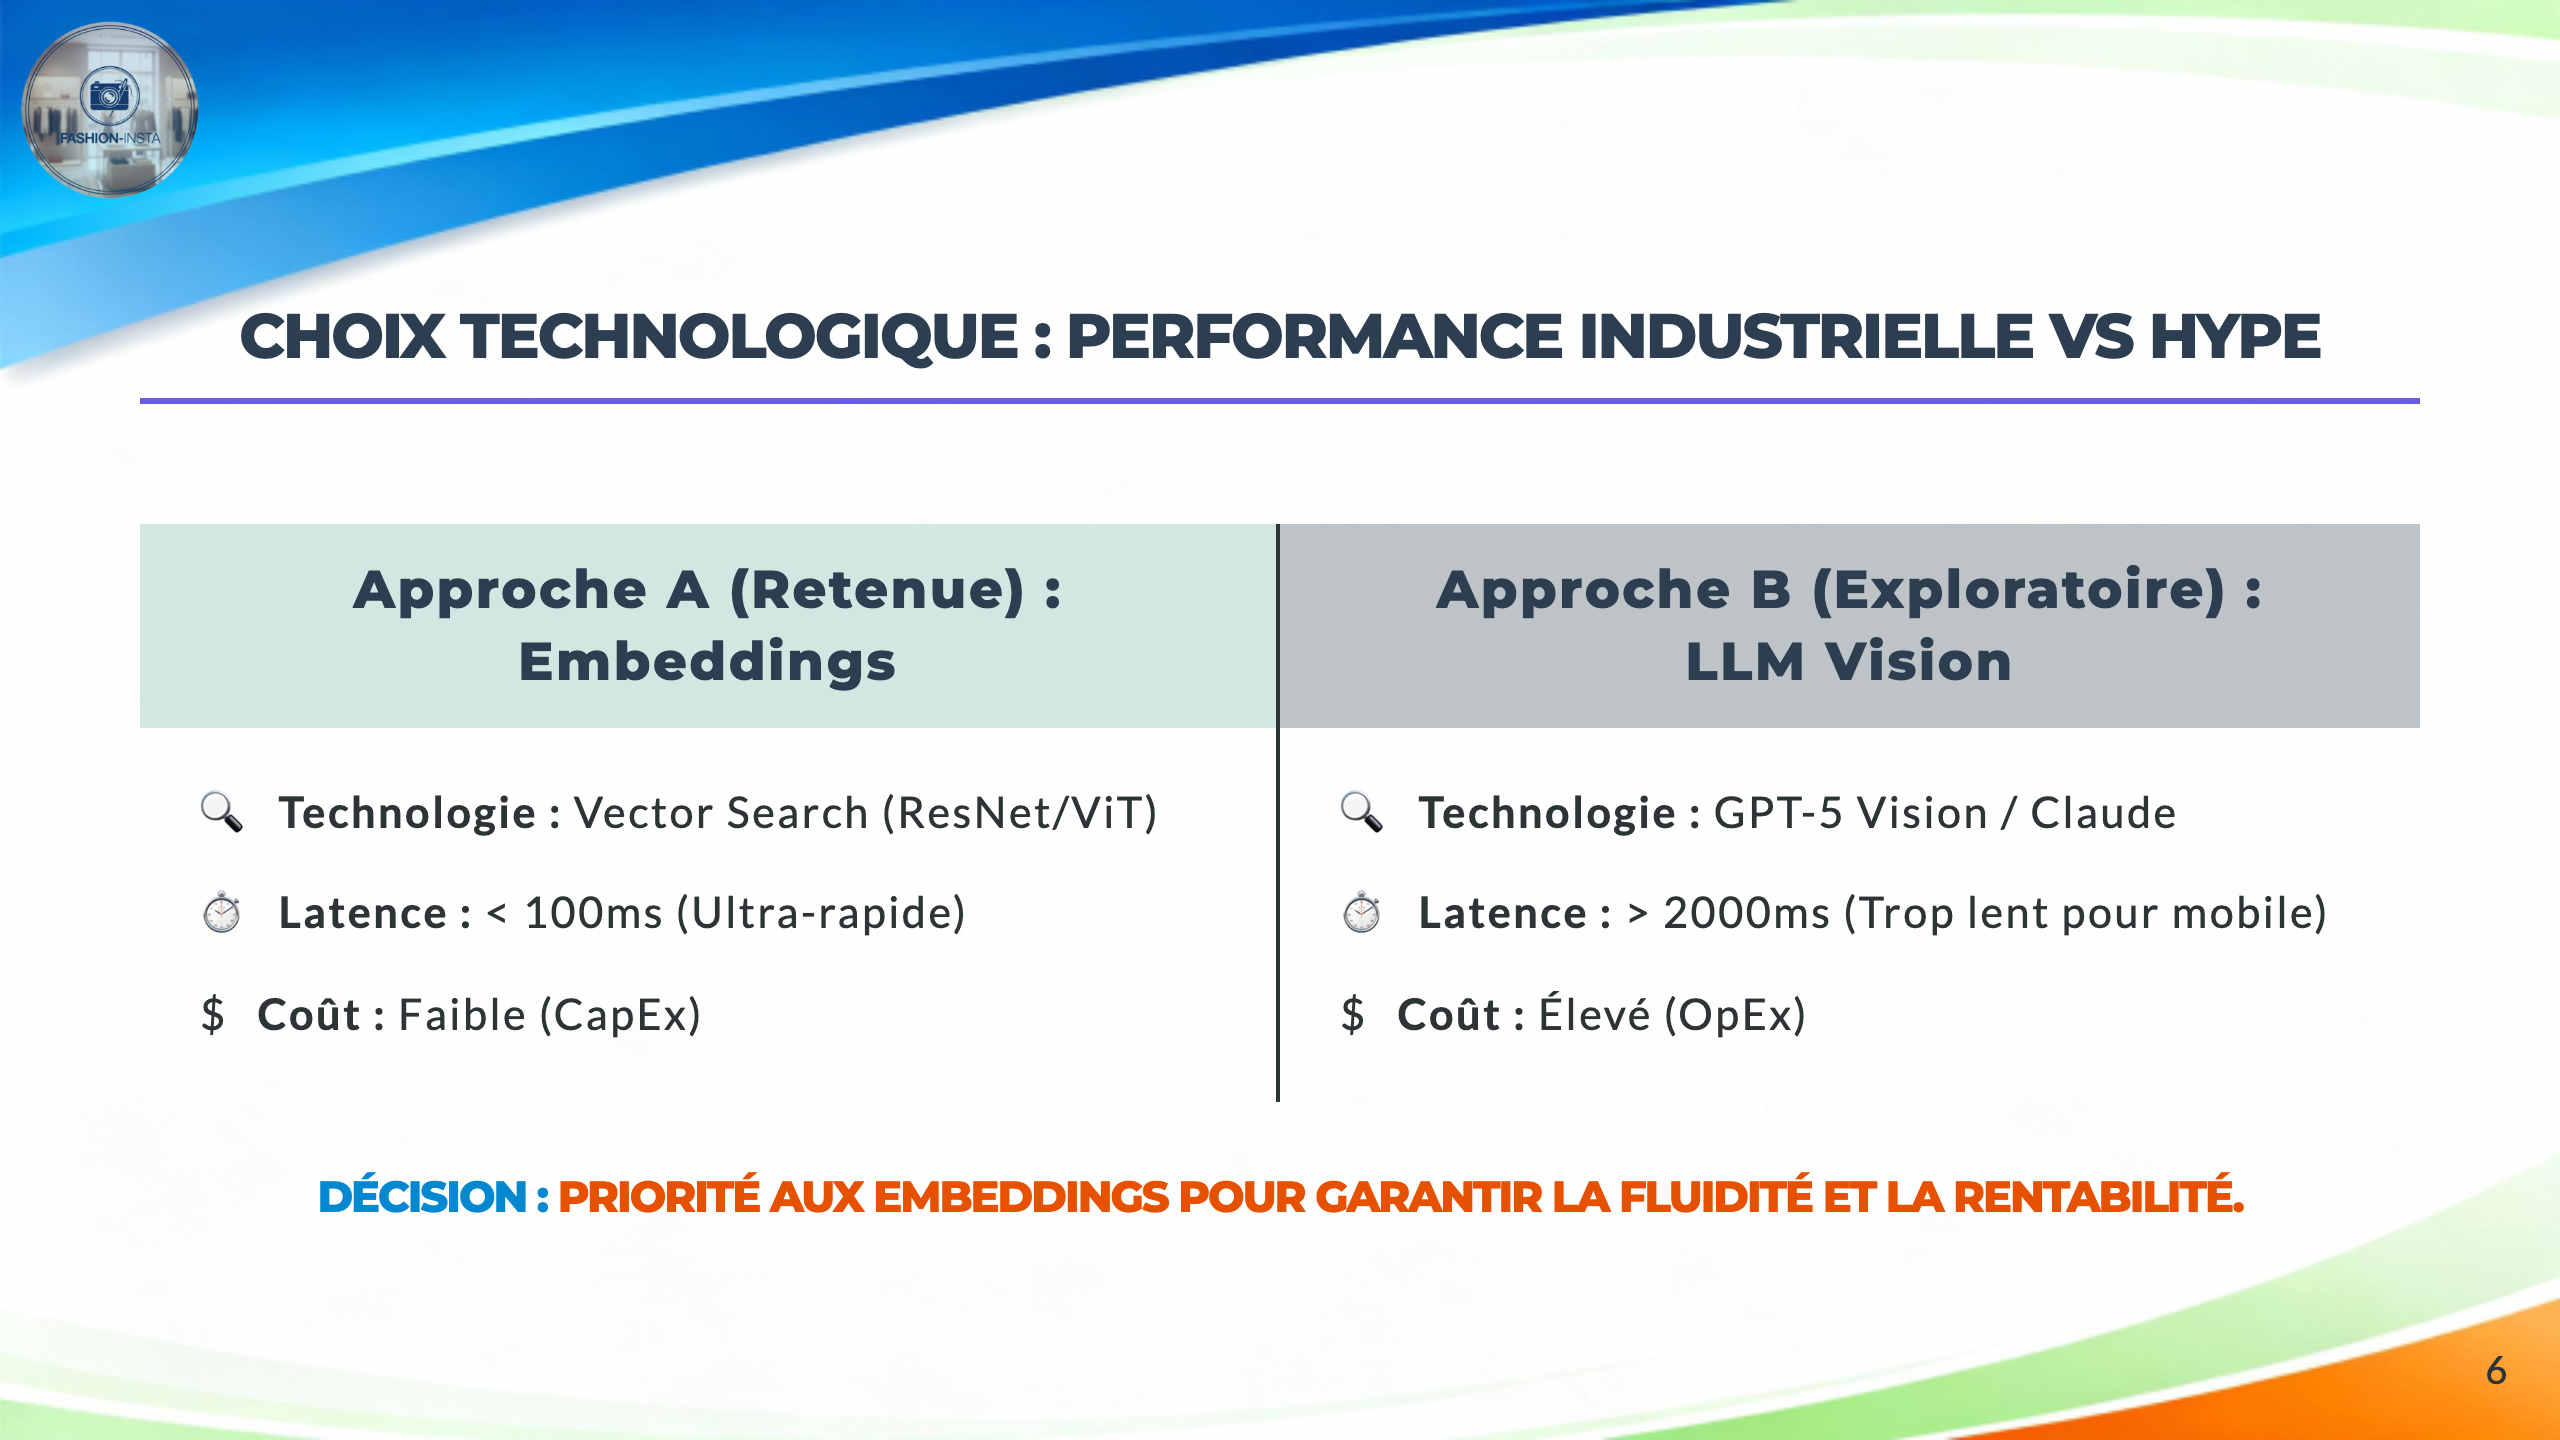 FASHION-INSTA
CHOIX TECHNOLOGIQUE : PERFORMANCE INDUSTRIELLE VS HYPE
Approche A (Retenue) :
Embeddings
Technologie : Vector Search (ResNet/ViT)
Latence : < 100ms (Ultra-rapide)
$ Coût : Faible (CapEx)
Approche B (Exploratoire) :
LLM Vision
Technologie : GPT-5 Vision / Claude
Latence : > 2000ms (Trop lent pour mobile)
$ Coût : Élevé (OpEx)
DÉCISION : PRIORITÉ AUX EMBEDDINGS POUR GARANTIR LA FLUIDITÉ ET LA RENTABILITÉ.
6